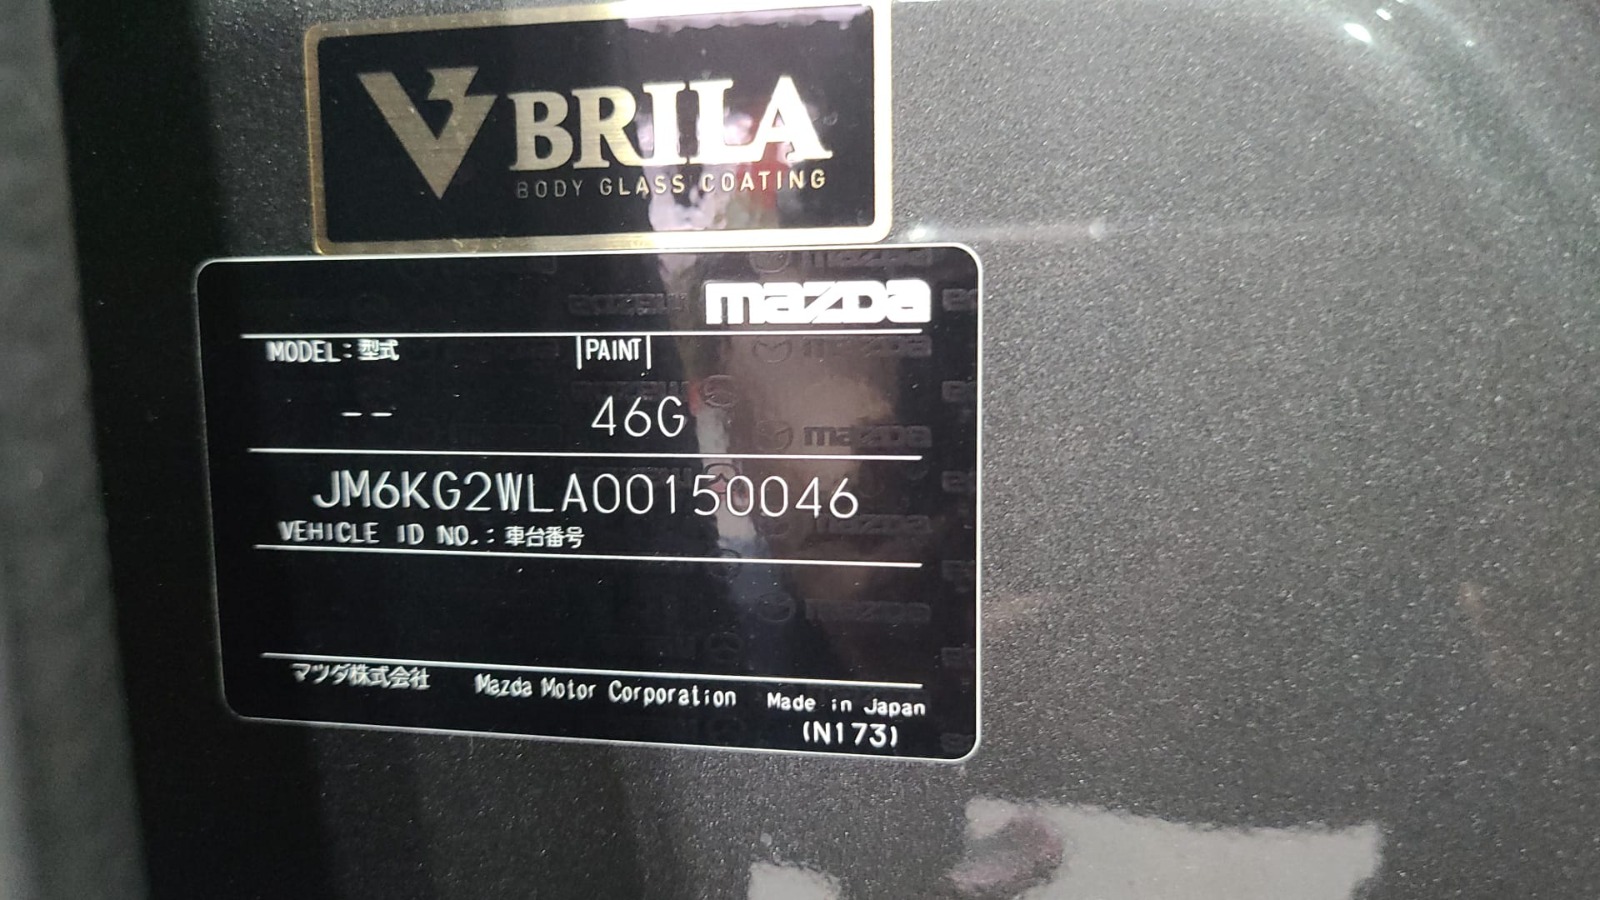 BRILA
BODY GLASS COATING
mazda
MODEL: 型式 PAINT
-- 46G
JM6KG2WLA00150046
VEHICLE ID NO.: 車台番号
マツダ株式会社 Mazda Motor Corporation Made in Japan
(N173)